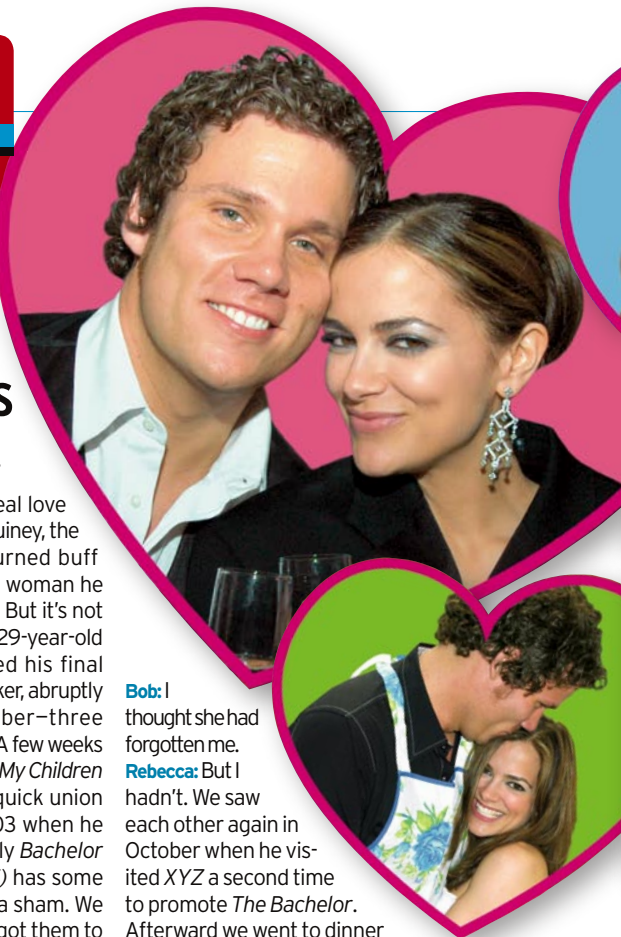 S
eal love
uiney, the
urned buff
woman he
But it's not
29-year-old
ed his final
ker, abruptly
ber—three
A few weeks
My Children
quick union
03 when he
ly Bachelor
) has some
a sham. We
got them to
Bob: I
thought she had
forgotten me.
Rebecca: But I
hadn't. We saw
each other again in
October when he vis-
ited XYZ a second time
to promote The Bachelor.
Afterward we went to dinner